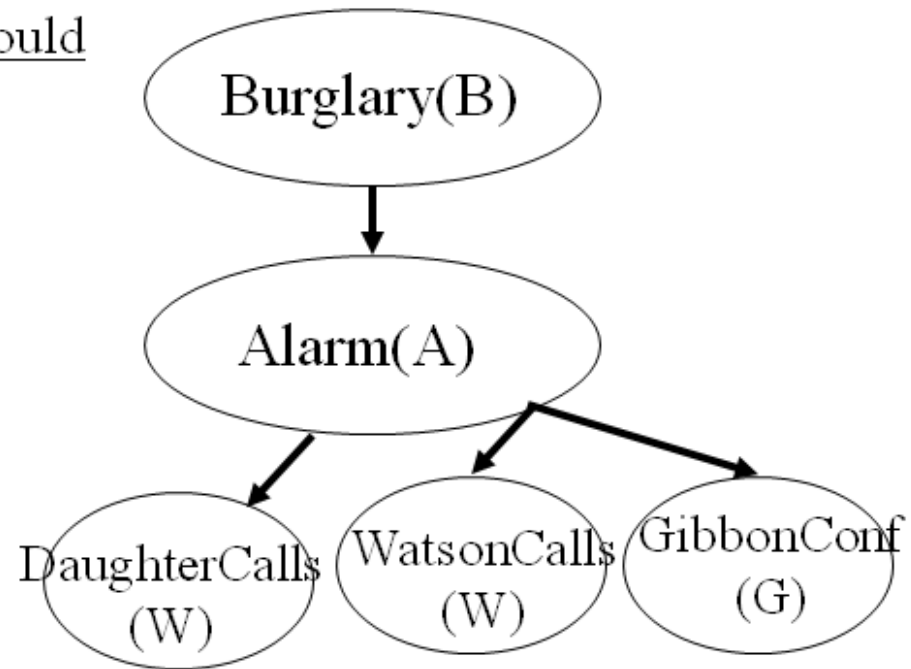 ould
Burglary(B)
Alarm(A)
DaughterCalls
(W)
WatsonCalls
(W)
GibbonConf
(G)